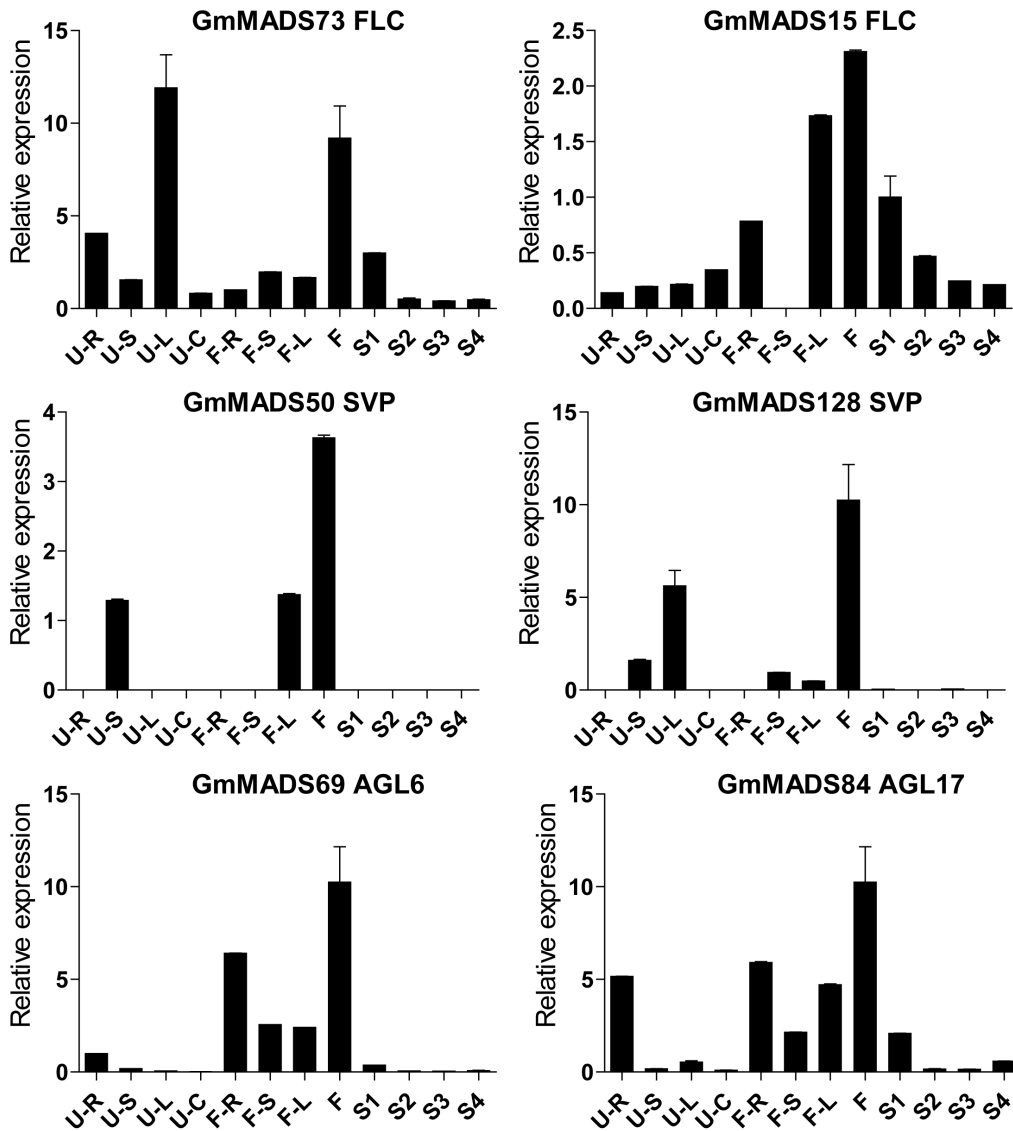 GmMADS73 FLC
Relative expression
15
10
5
0
U-R U-S U-L U-C F-R F-S F-L F S1 S2 S3 S4
GmMADS15 FLC
Relative expression
2.5
2.0
1.5
1.0
0.5
0.0
U-R U-S U-L U-C F-R F-S F-L F S1 S2 S3 S4
GmMADS50 SVP
Relative expression
4
3
2
1
0
U-R U-S U-L U-C F-R F-S F-L F S1 S2 S3 S4
GmMADS128 SVP
Relative expression
15
10
5
0
U-R U-S U-L U-C F-R F-S F-L F S1 S2 S3 S4
GmMADS69 AGL6
Relative expression
15
10
5
0
U-R U-S U-L U-C F-R F-S F-L F S1 S2 S3 S4
GmMADS84 AGL17
Relative expression
15
10
5
0
U-R U-S U-L U-C F-R F-S F-L F S1 S2 S3 S4